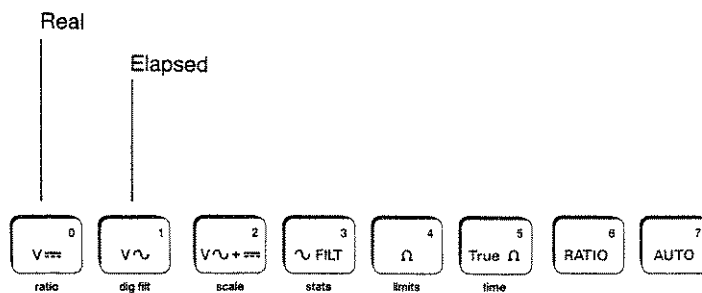 Real
Elapsed
0 1 2 3 4 5 6 7
V⎓ V∿ V∿+⎓ ∿ FILT Ω True Ω RATIO AUTO
ratio dig filt scale stats limits time